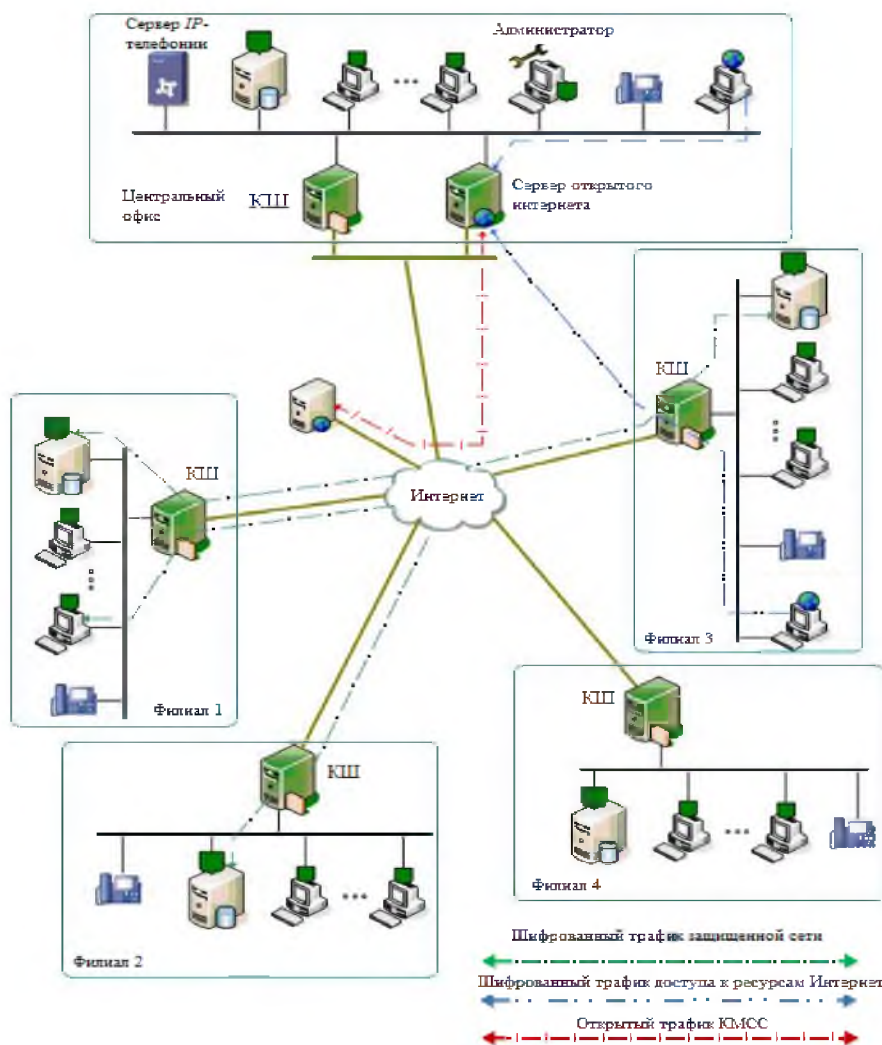 Сервер IP-
телефонии
Администратор
Центральный
офис
КШ
Сервер открытого
интернета
КШ
КШ
Интернет
Филиал 3
Филиал 1
КШ
КШ
Филиал 4
Филиал 2
Шифрованный трафик защищенной сети
Шифрованный трафик доступа к ресурсам Интернет
Открытый трафик КМСС